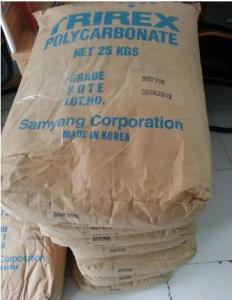 TRIREX
POLYCARBONATE
NET 25 KGS
GRADE
NOTE
LOT.NO.
Samyang Corporation
MADE IN KOREA